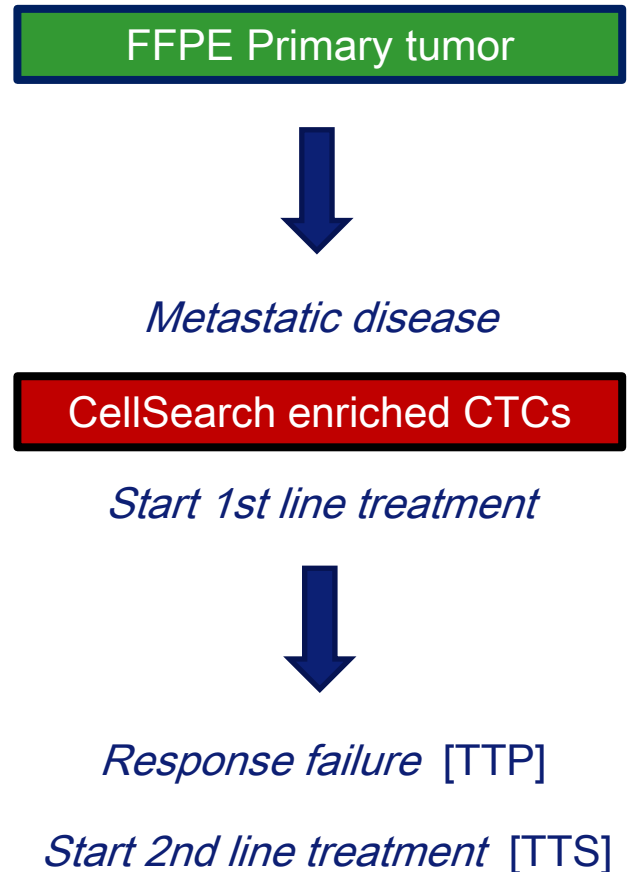 FFPE Primary tumor
Metastatic disease
CellSearch enriched CTCs
Start 1st line treatment
Response failure [TTP]
Start 2nd line treatment [TTS]